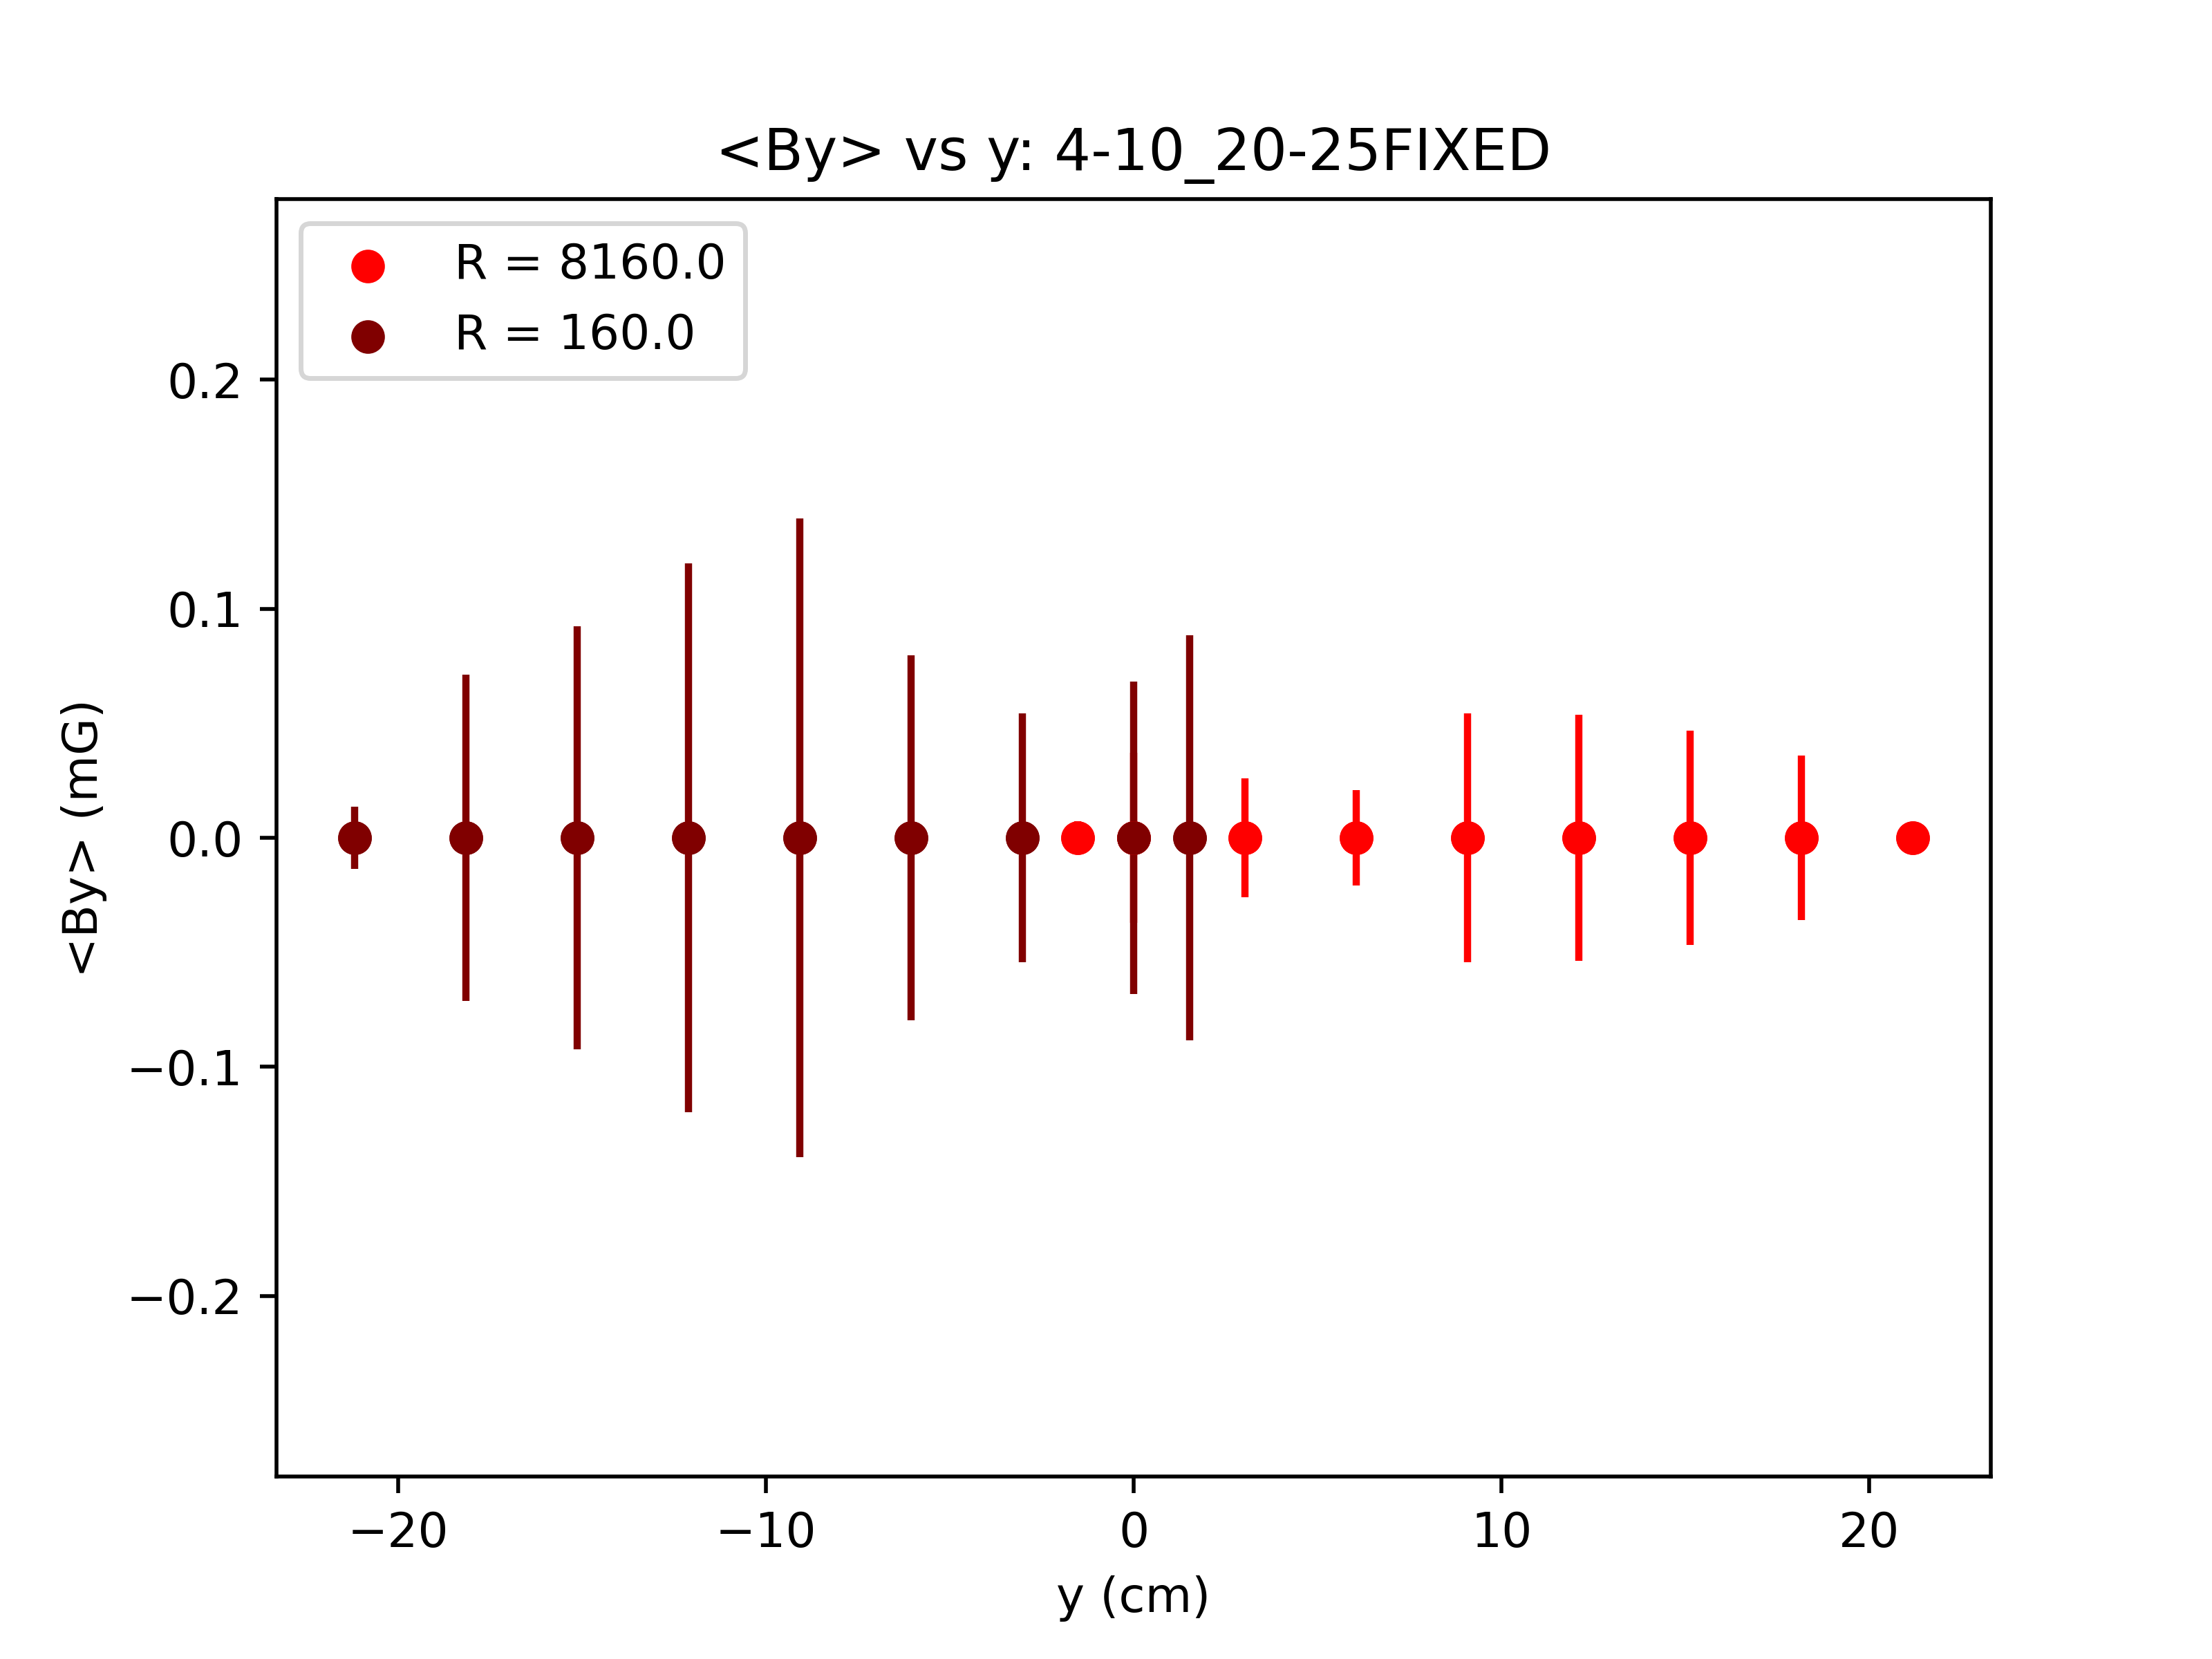 <By> vs y: 4-10_20-25FIXED
R = 8160.0
R = 160.0
0.2
0.1
0.0
−0.1
−0.2
<By> (mG)
−20 −10 0 10 20
y (cm)